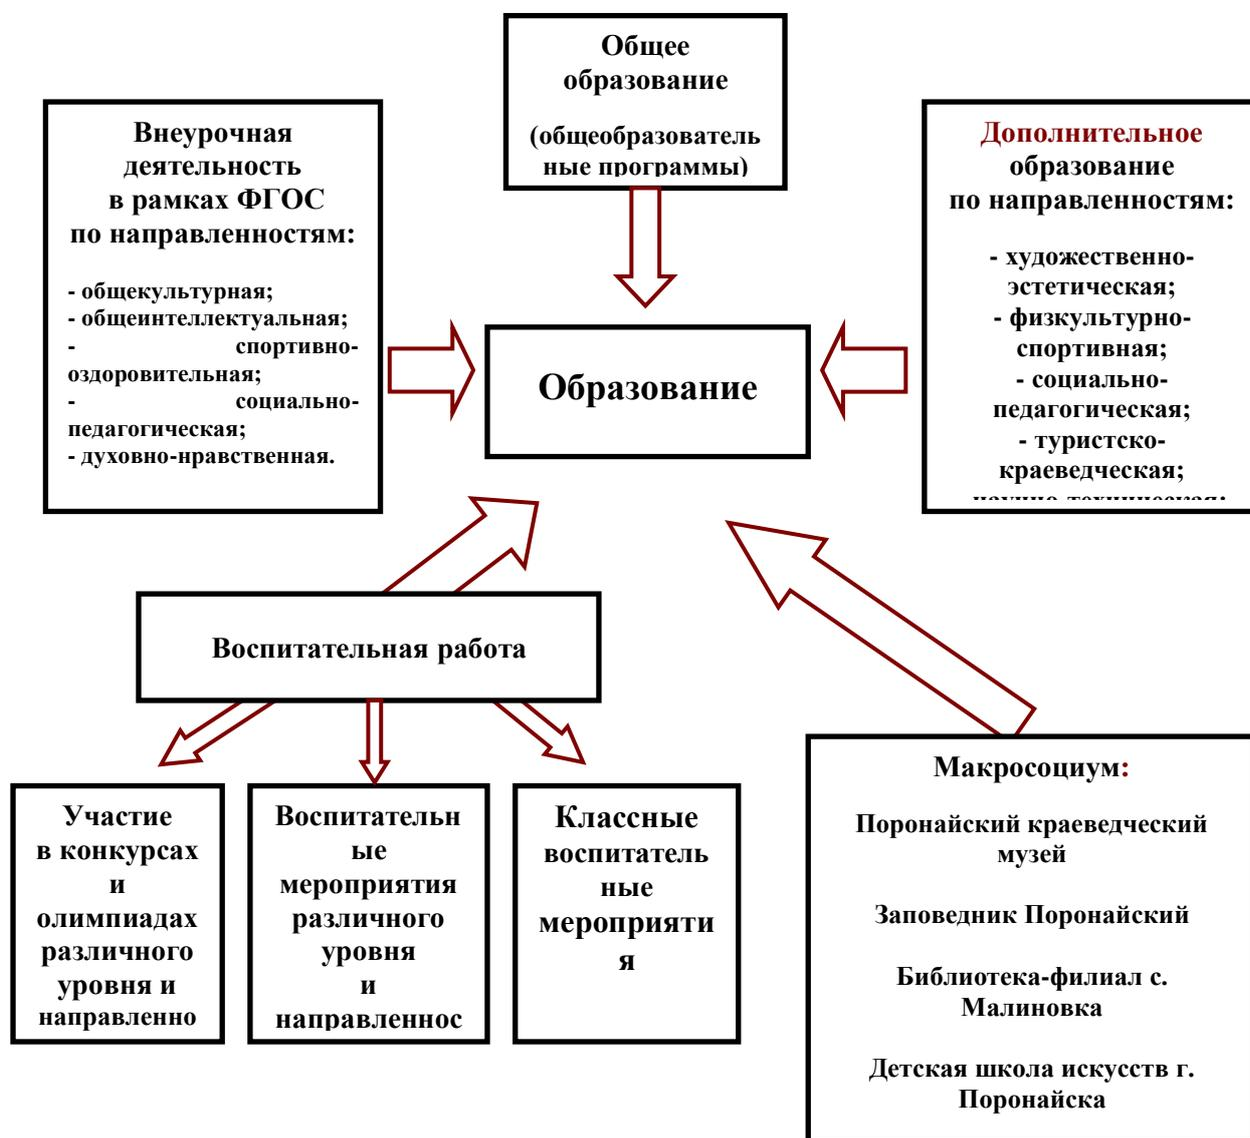 Общее
образование
(общеобразователь
ные программы)
Внеурочная
деятельность
в рамках ФГОС
по направленностям:
- общекультурная;
- общеинтеллектуальная;
- спортивно-
оздоровительная;
- социально-
педагогическая;
- духовно-нравственная.
Дополнительное
образование
по направленностям:
- художественно-
эстетическая;
- физкультурно-
спортивная;
- социально-
педагогическая;
- туристско-
краеведческая;
научно-техническая;
Образование
Воспитательная работа
Участие
в конкурсах
и
олимпиадах
различного
уровня и
направленно
Воспитательн
ые
мероприятия
различного
уровня
и
направленнос
Классные
воспитатель
ные
мероприяти
я
Макросоциум:
Поронайский краеведческий
музей
Заповедник Поронайский
Библиотека-филиал с.
Малиновка
Детская школа искусств г.
Поронайска